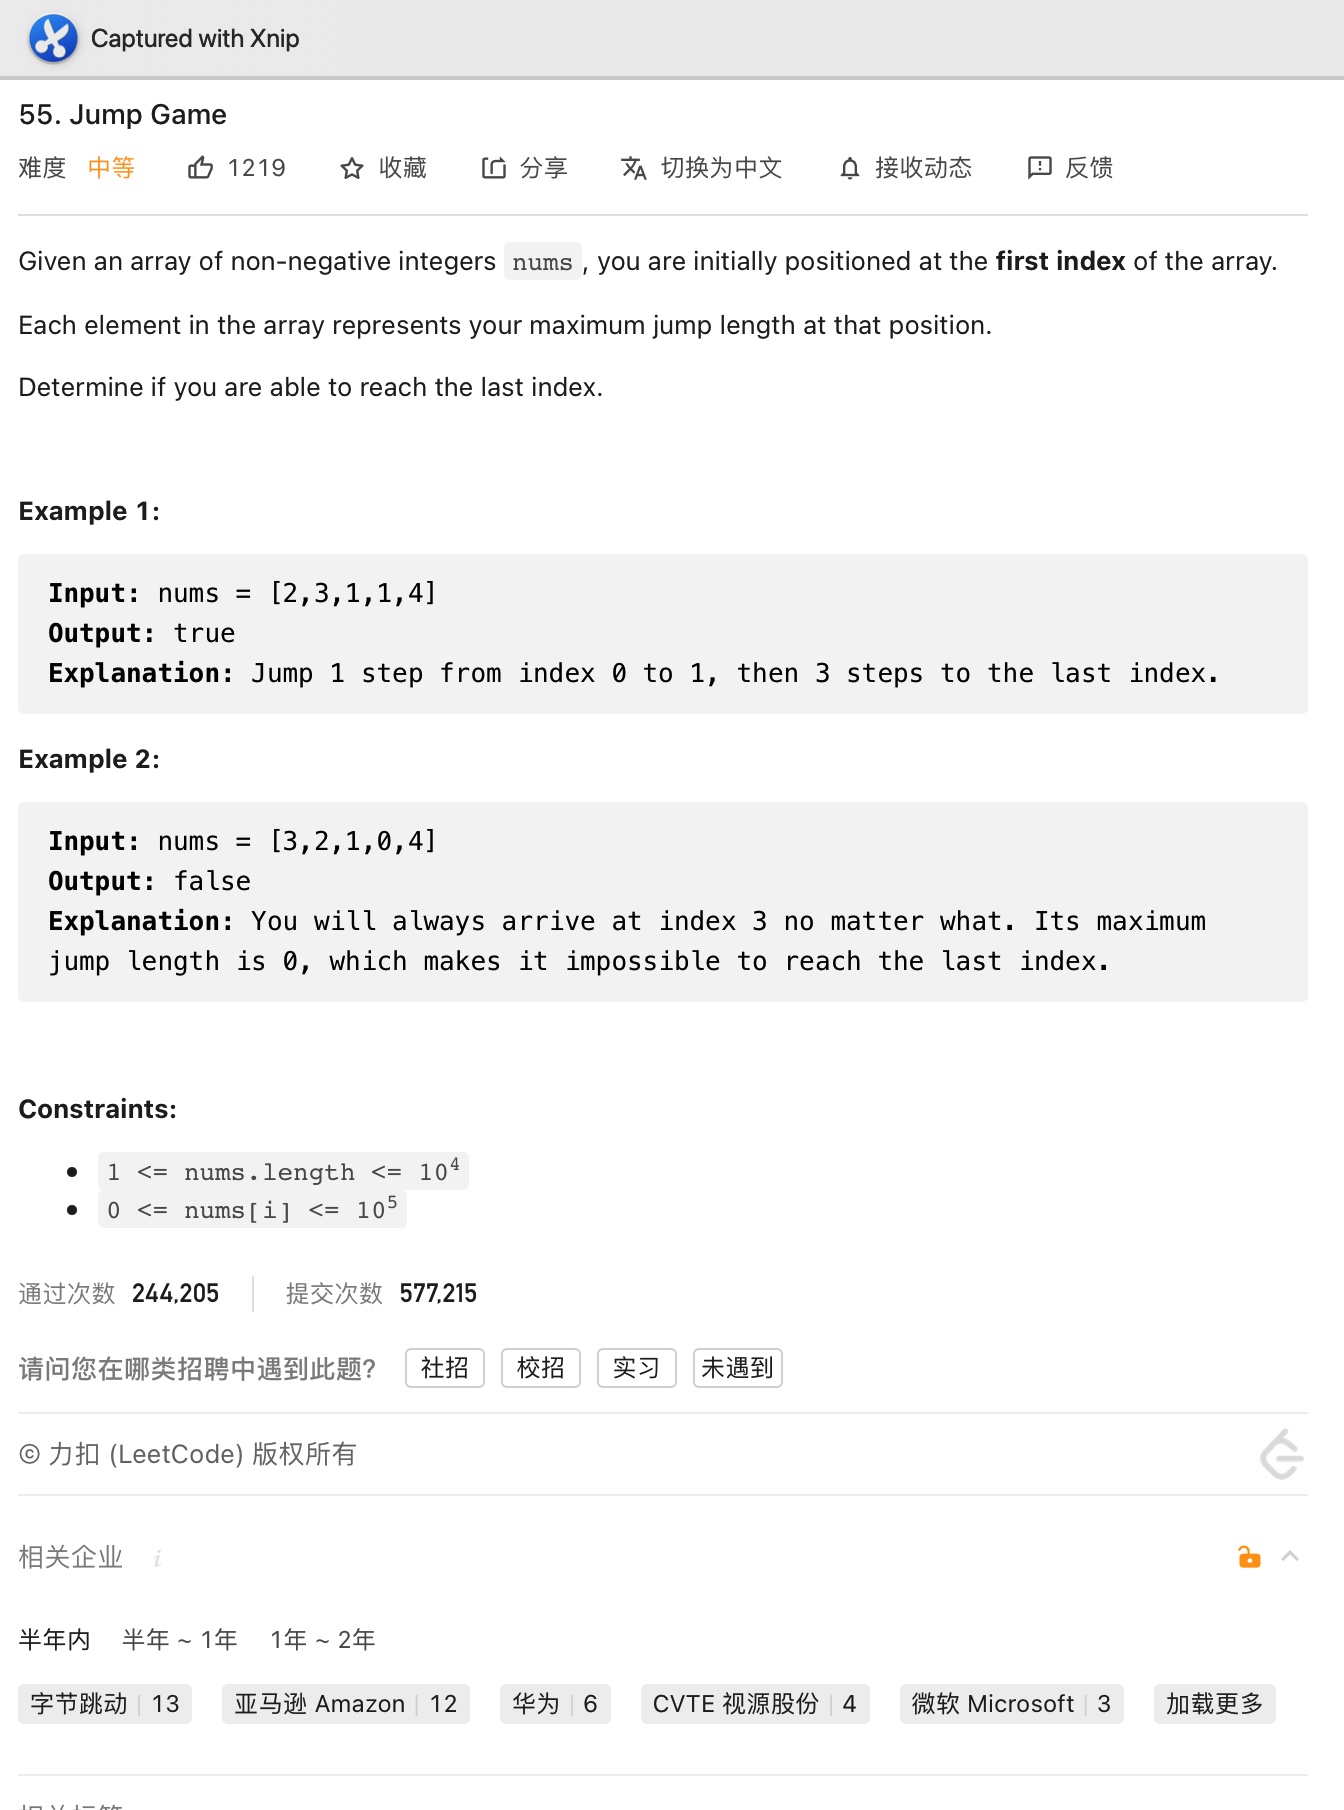 Captured with Xnip
55. Jump Game
难度 中等 1219 收藏 分享 切换为中文 接收动态 反馈
Given an array of non-negative integers nums, you are initially positioned at the first index of the array.
Each element in the array represents your maximum jump length at that position.
Determine if you are able to reach the last index.
Example 1:
Input: nums = [2,3,1,1,4]
Output: true
Explanation: Jump 1 step from index 0 to 1, then 3 steps to the last index.
Example 2:
Input: nums = [3,2,1,0,4]
Output: false
Explanation: You will always arrive at index 3 no matter what. Its maximum
jump length is 0, which makes it impossible to reach the last index.
Constraints:
1 <= nums.length <= 10⁴
0 <= nums[i] <= 10⁵
通过次数 244,205 提交次数 577,215
请问您在哪类招聘中遇到此题? 社招 校招 实习 未遇到
© 力扣 (LeetCode) 版权所有
相关企业 i
半年内 半年 ~ 1年 1年 ~ 2年
字节跳动 | 13 亚马逊 Amazon | 12 华为 | 6 CVTE 视源股份 | 4 微软 Microsoft | 3 加载更多